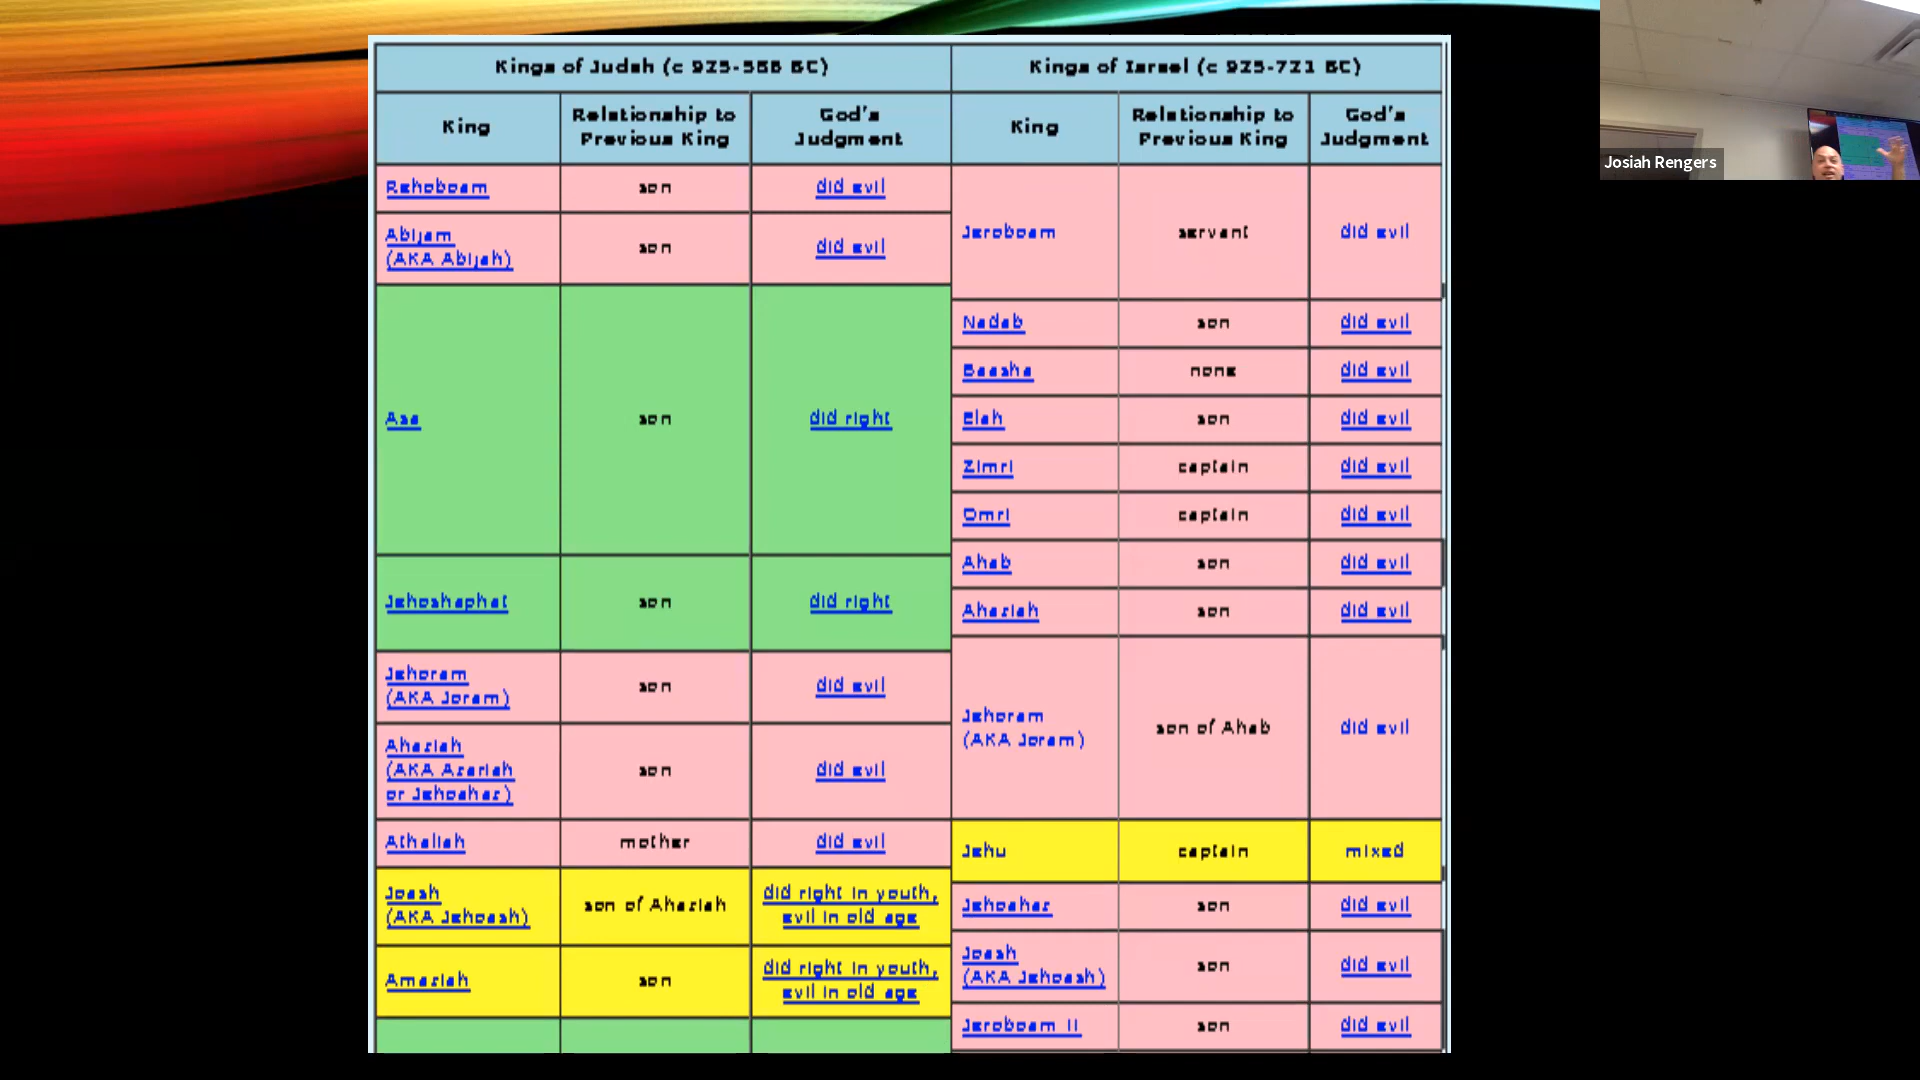 Kings of Judah (c 925-586 BC)
Kings of Israel (c 925-721 BC)
King
Relationship to
Previous King
God's
Judgment
King
Relationship to
Previous King
God's
Judgment
Rehoboam
son
did evil
Abijam
(AKA Abijah)
son
did evil
Asa
son
did right
Jehoshaphat
son
did right
Jehoram
(AKA Joram)
son
did evil
Ahaziah
(AKA Azariah
or Jehoahaz)
son
did evil
Athaliah
mother
did evil
Joash
(AKA Jehoash)
son of Ahaziah
did right in youth,
evil in old age
Amaziah
son
did right in youth,
evil in old age
Jeroboam
servant
did evil
Nadab
son
did evil
Baasha
none
did evil
Elah
son
did evil
Zimri
captain
did evil
Omri
captain
did evil
Ahab
son
did evil
Ahaziah
son
did evil
Jehoram
(AKA Joram)
son of Ahab
did evil
Jehu
captain
mixed
Jehoahaz
son
did evil
Joash
(AKA Jehoash)
son
did evil
Jeroboam II
son
did evil
Josiah Rengers